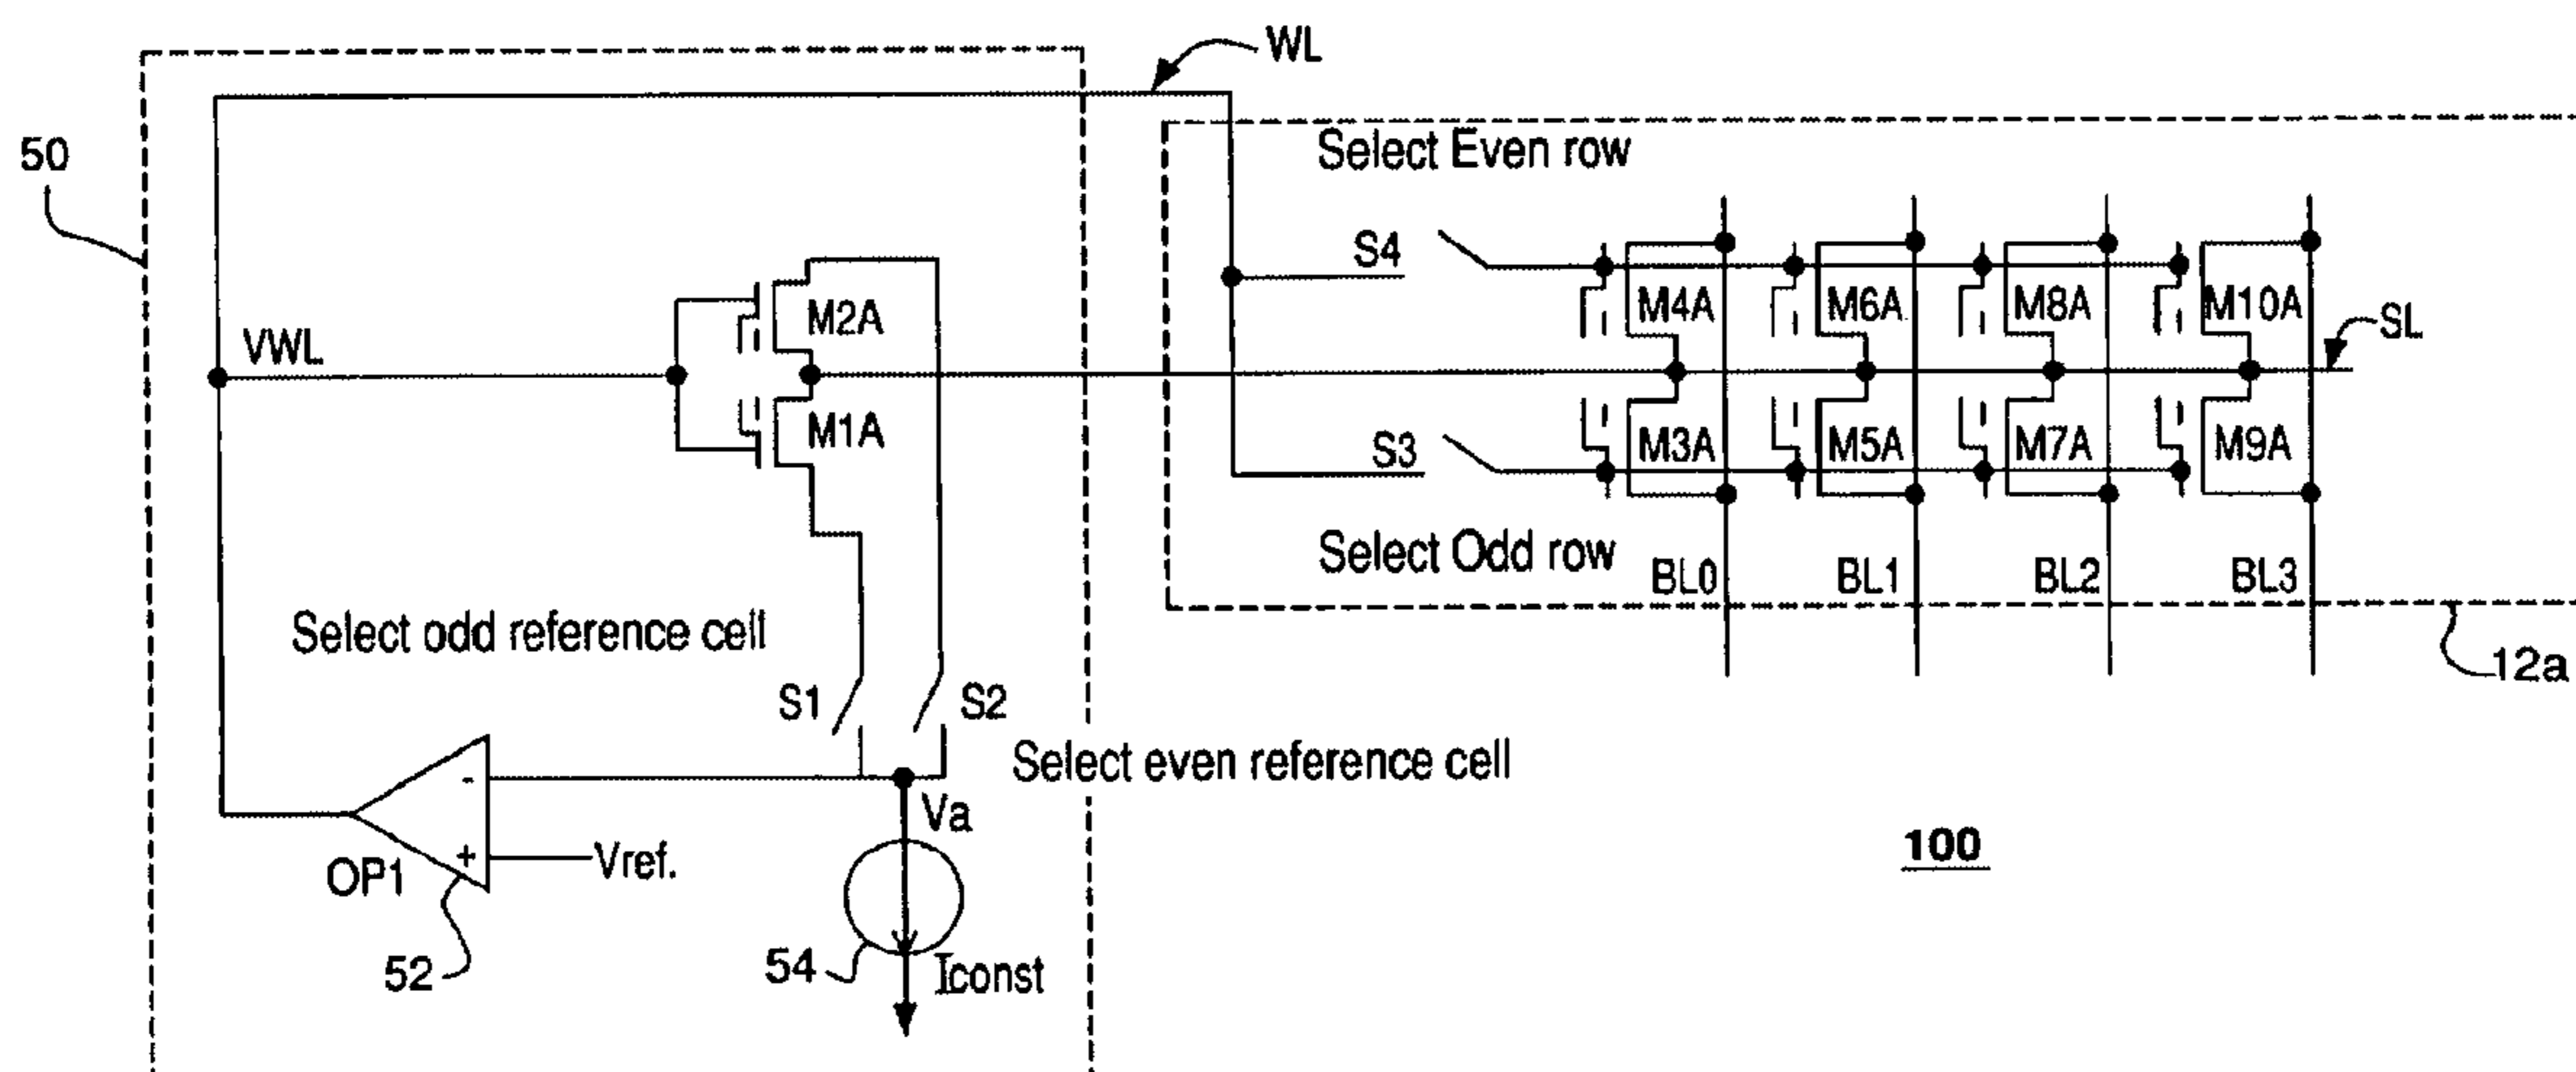 WL
50
Select Even row
S4
M4A
M6A
M8A
M10A
SL
VWL
M2A
M1A
S3
M3A
M5A
M7A
M9A
Select Odd row
BL0
BL1
BL2
BL3
Select odd reference cell
12a
S1
S2
Select even reference cell
-
Va
+
Vref.
OP1
100
52
54
Iconst